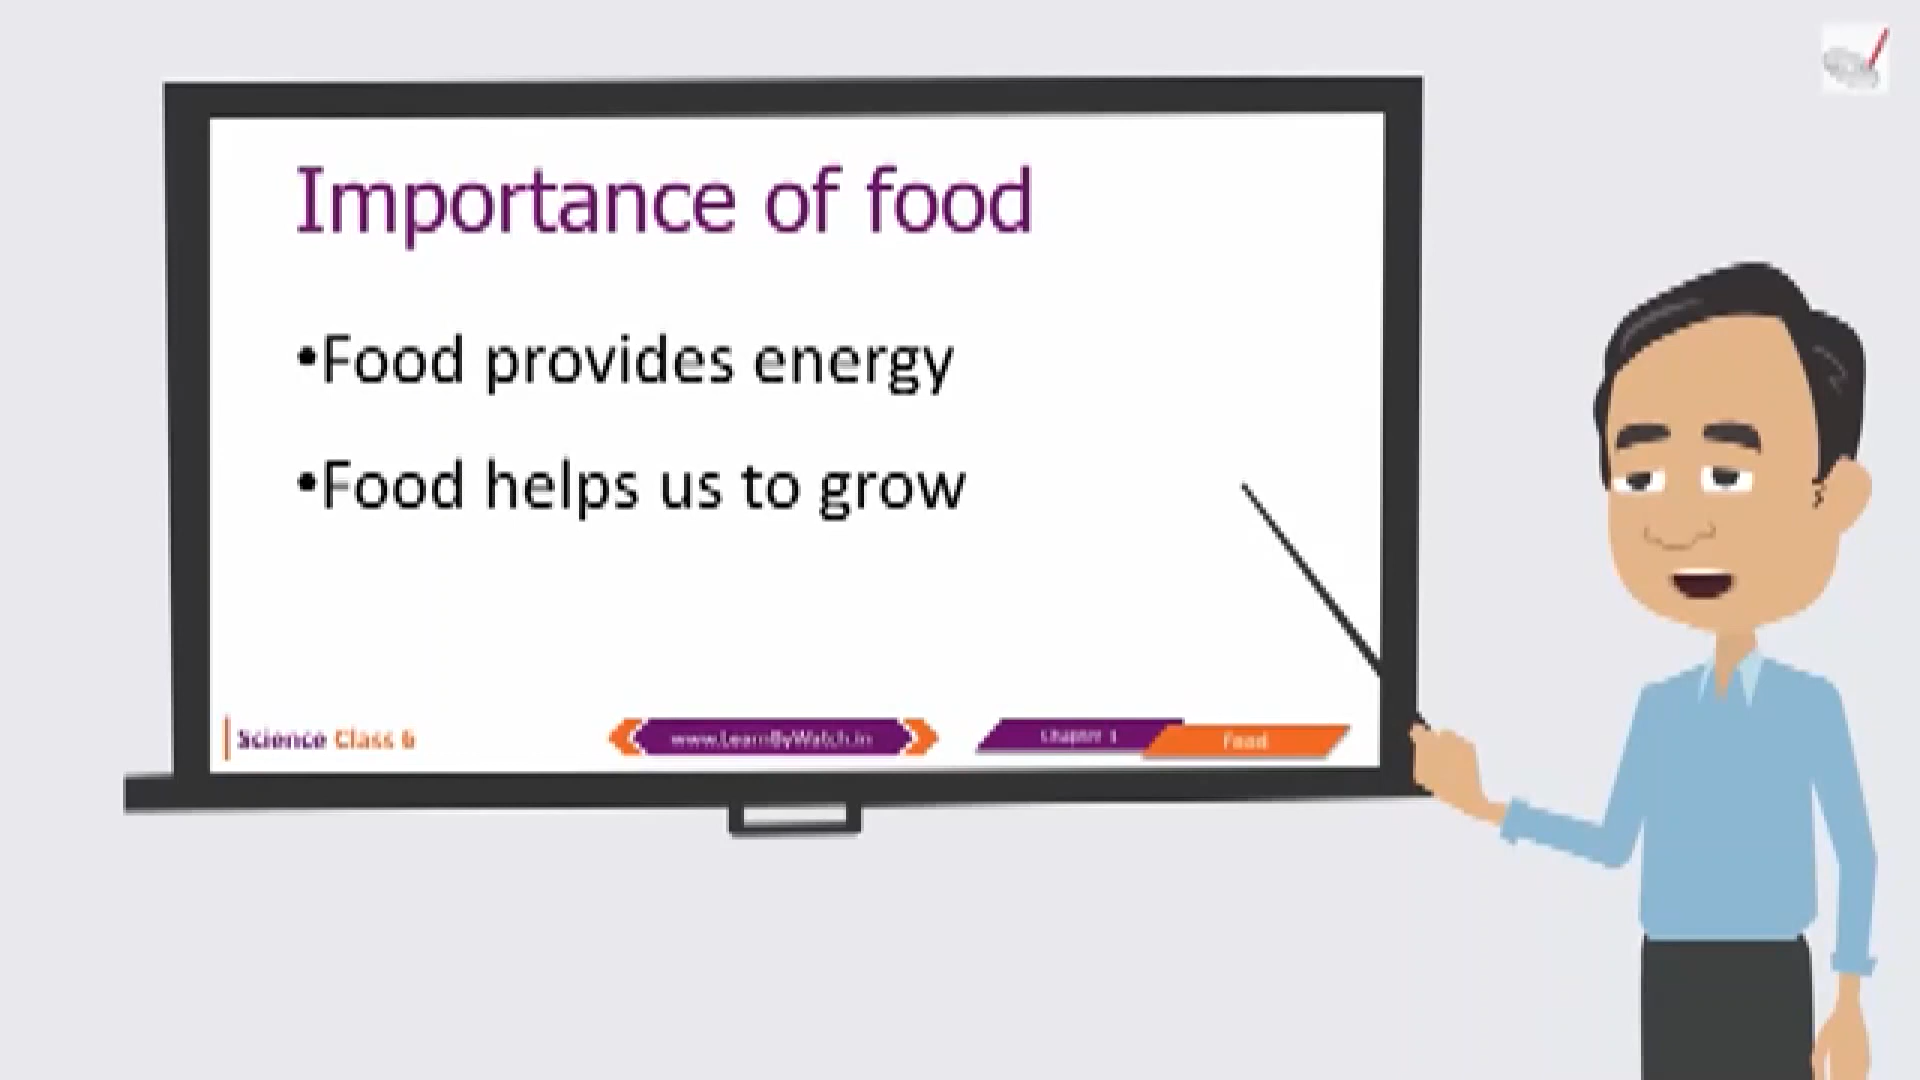 Importance of food
•Food provides energy
•Food helps us to grow
Science Class 6
www.LearnByWatch.in
Chapter 1
Food